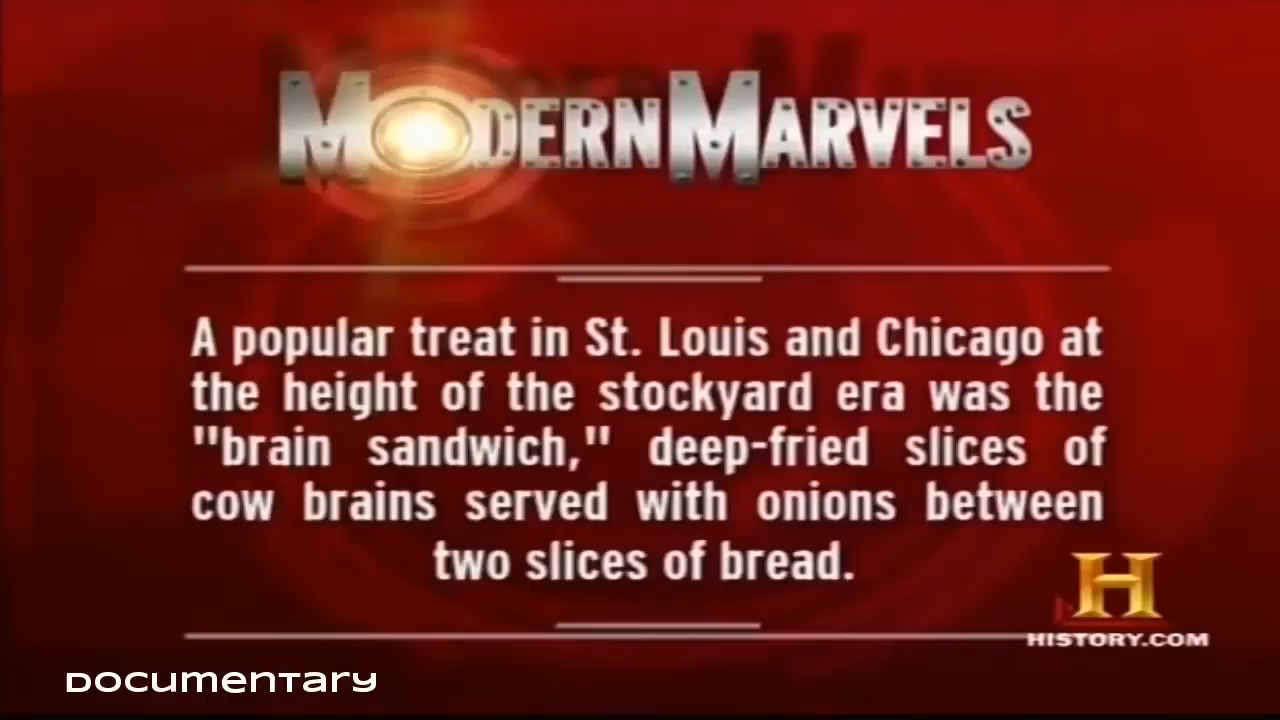 MODERN MARVELS
A popular treat in St. Louis and Chicago at
the height of the stockyard era was the
"brain sandwich," deep-fried slices of
cow brains served with onions between
two slices of bread.
H
HISTORY.COM
Documentary